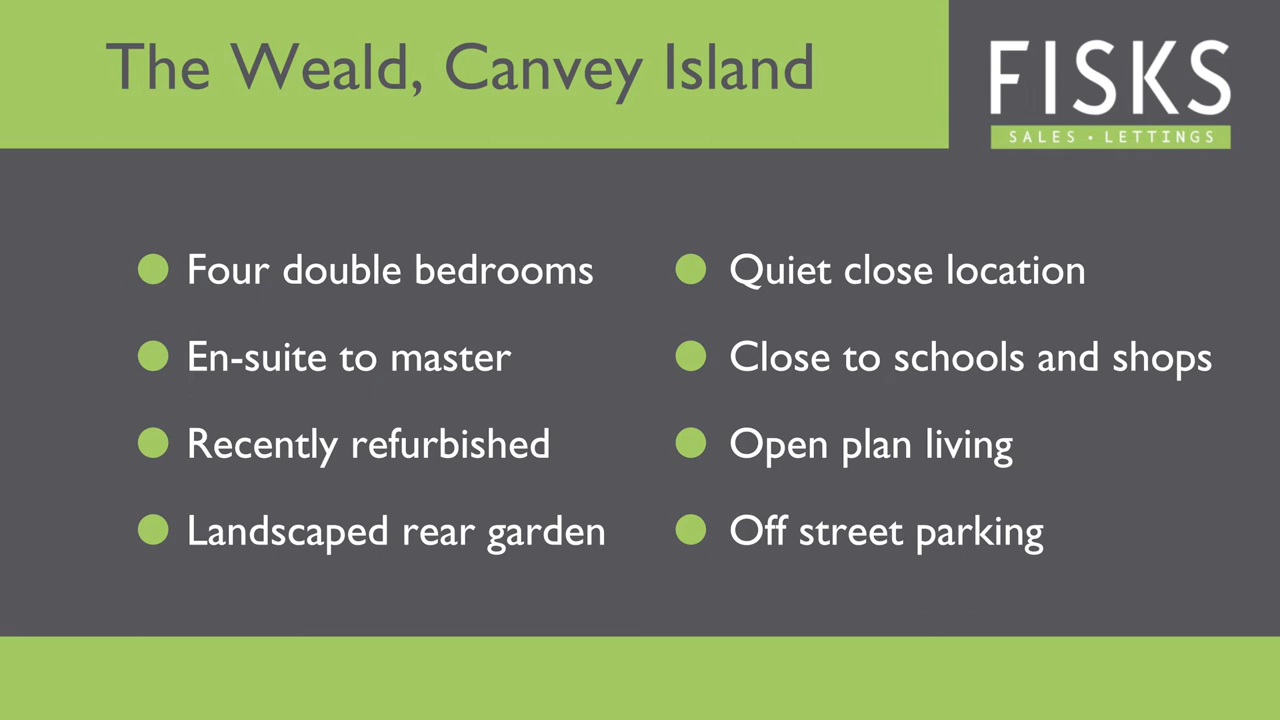 The Weald, Canvey Island
FISKS
SALES • LETTINGS
Four double bedrooms
En-suite to master
Recently refurbished
Landscaped rear garden
Quiet close location
Close to schools and shops
Open plan living
Off street parking